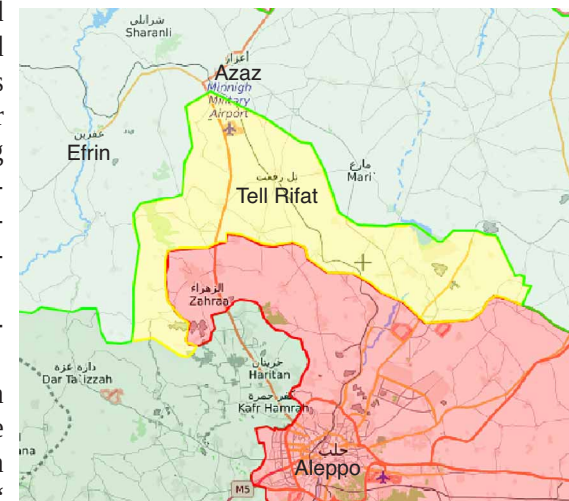 شرانلي
Sharanli
أعزاز
Azaz
Minnigh
Military
Airport
عفرين
Efrin
مارع
Mari'
تل رفعت
Tell Rifat
الزهراء
Zahraa
حريتان
Haritan
دارة عزة
Dar Ta'izzah
كفر حمرة
Kafr Hamrah
ana
حلب
Aleppo
M5